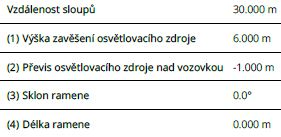 Vzdálenost sloupů 30.000 m
(1) Výška zavěšení osvětlovacího zdroje 6.000 m
(2) Převis osvětlovacího zdroje nad vozovkou -1.000 m
(3) Sklon ramene 0.0°
(4) Délka ramene 0.000 m